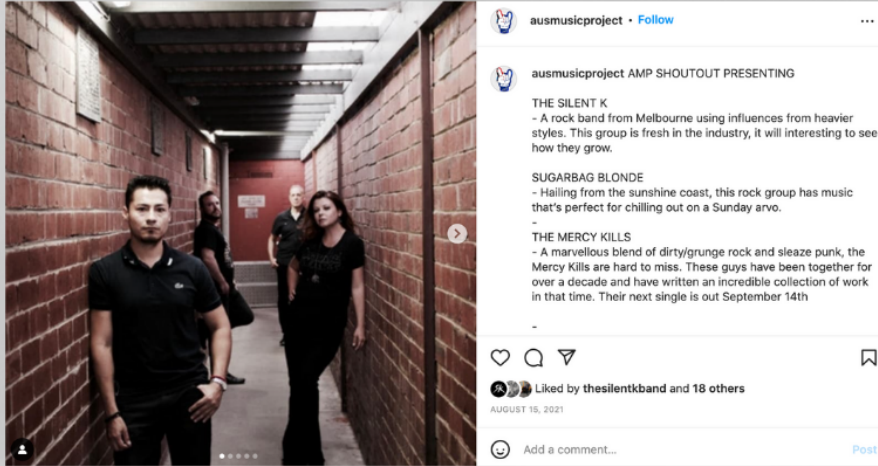 ausmusicproject • Follow
ausmusicproject AMP SHOUTOUT PRESENTING
THE SILENT K
- A rock band from Melbourne using influences from heavier
styles. This group is fresh in the industry, it will interesting to see
how they grow.
SUGARBAG BLONDE
- Hailing from the sunshine coast, this rock group has music
that's perfect for chilling out on a Sunday arvo.
-
THE MERCY KILLS
- A marvellous blend of dirty/grunge rock and sleaze punk, the
Mercy Kills are hard to miss. These guys have been together for
over a decade and have written an incredible collection of work
in that time. Their next single is out September 14th
-
Liked by thesilentkband and 18 others
AUGUST 15, 2021
Add a comment...
Post